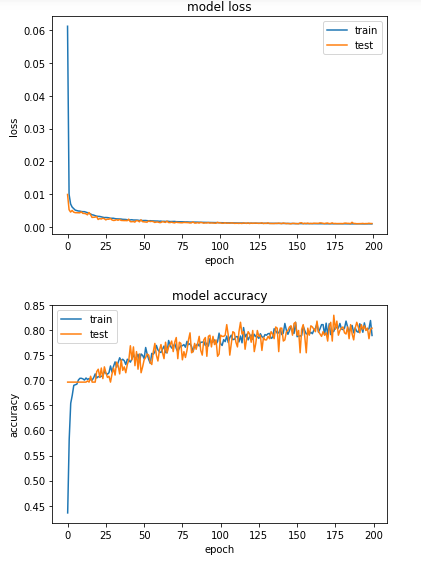 model loss
0.06
0.05
0.04
0.03
0.02
0.01
0.00
loss
train
test
0 25 50 75 100 125 150 175 200
epoch
model accuracy
0.85
0.80
0.75
0.70
0.65
0.60
0.55
0.50
0.45
accuracy
train
test
0 25 50 75 100 125 150 175 200
epoch